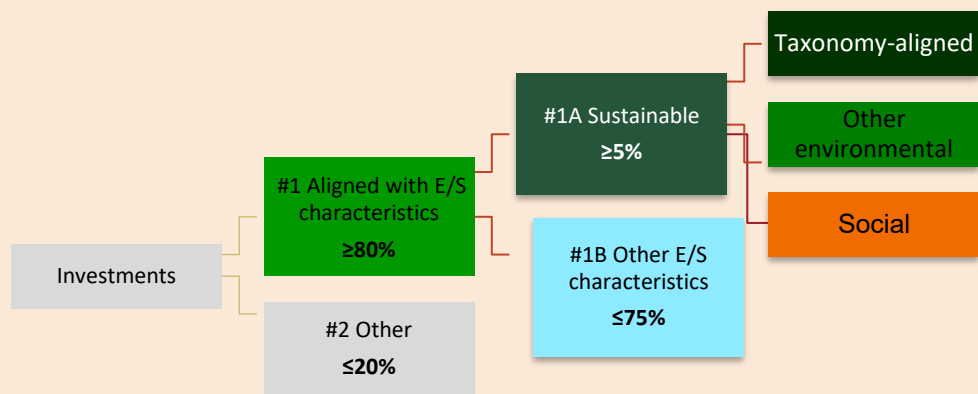 Investments
#1 Aligned with E/S
characteristics
≥80%
#2 Other
≤20%
#1A Sustainable
≥5%
#1B Other E/S
characteristics
≤75%
Taxonomy-aligned
Other
environmental
Social